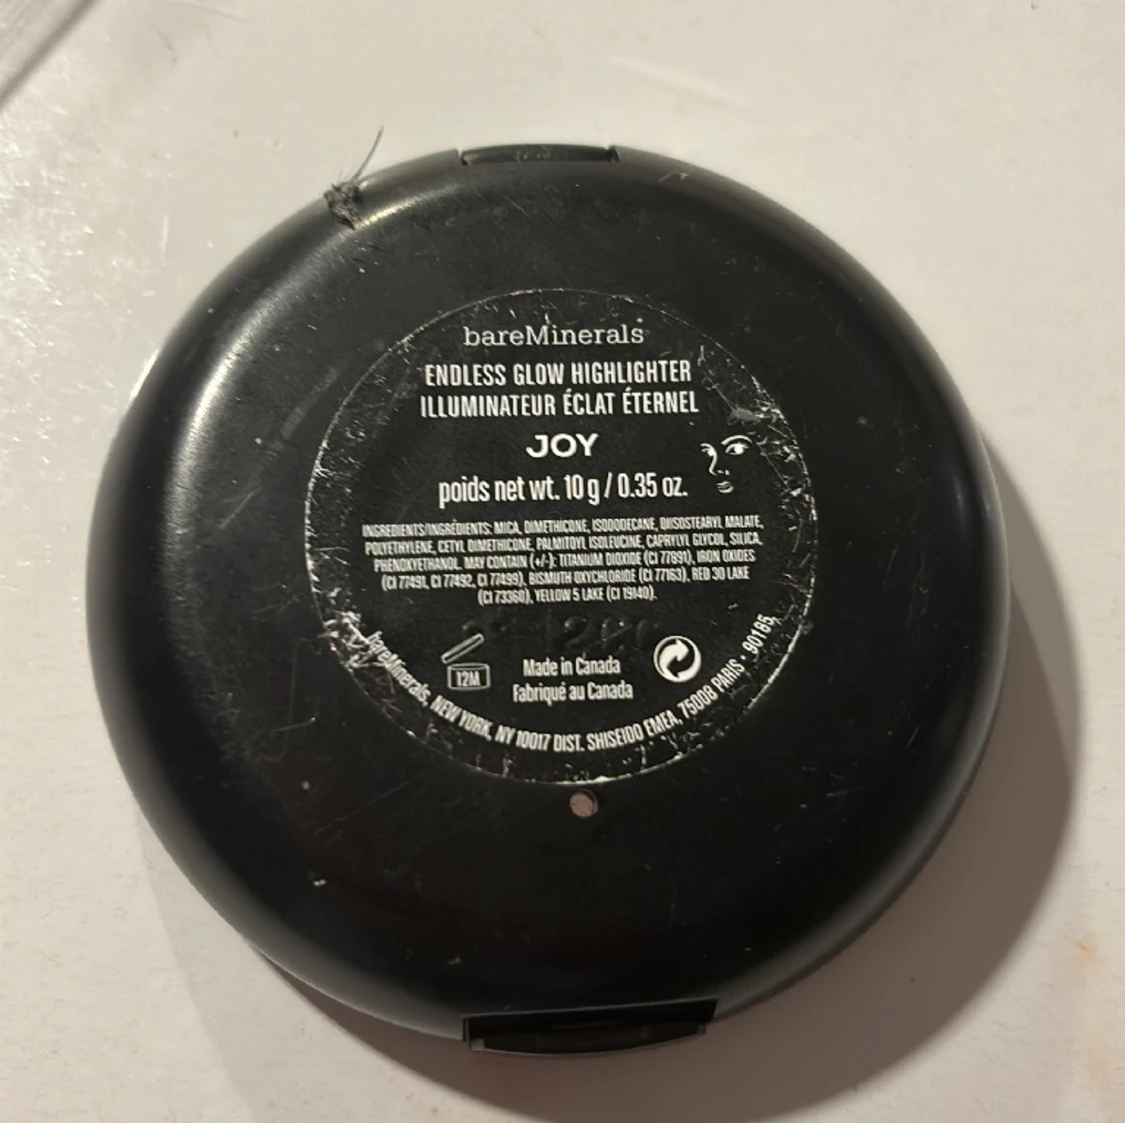 bareMinerals
ENDLESS GLOW HIGHLIGHTER
ILLUMINATEUR ÉCLAT ÉTERNEL
JOY
poids net wt. 10 g / 0.35 oz.
INGREDIENTS/INGRÉDIENTS: MICA, DIMETHICONE, ISODODECANE, DIISOSTEARYL MALATE,
POLYETHYLENE, CETYL DIMETHICONE, PALMITOYL ISOLEUCINE, CAPRYLYL GLYCOL, SILICA,
PHENOXYETHANOL. MAY CONTAIN (+/-): TITANIUM DIOXIDE (CI 77891), IRON OXIDES
(CI 77491, CI 77492, CI 77499), BISMUTH OXYCHLORIDE (CI 77163), RED 30 LAKE
(CI 73360), YELLOW 5 LAKE (CI 19140).
12M
Made in Canada
Fabriqué au Canada
bareMinerals, NEW YORK, NY 10017 DIST. SHISEIDO EMEA, 75008 PARIS • 90185